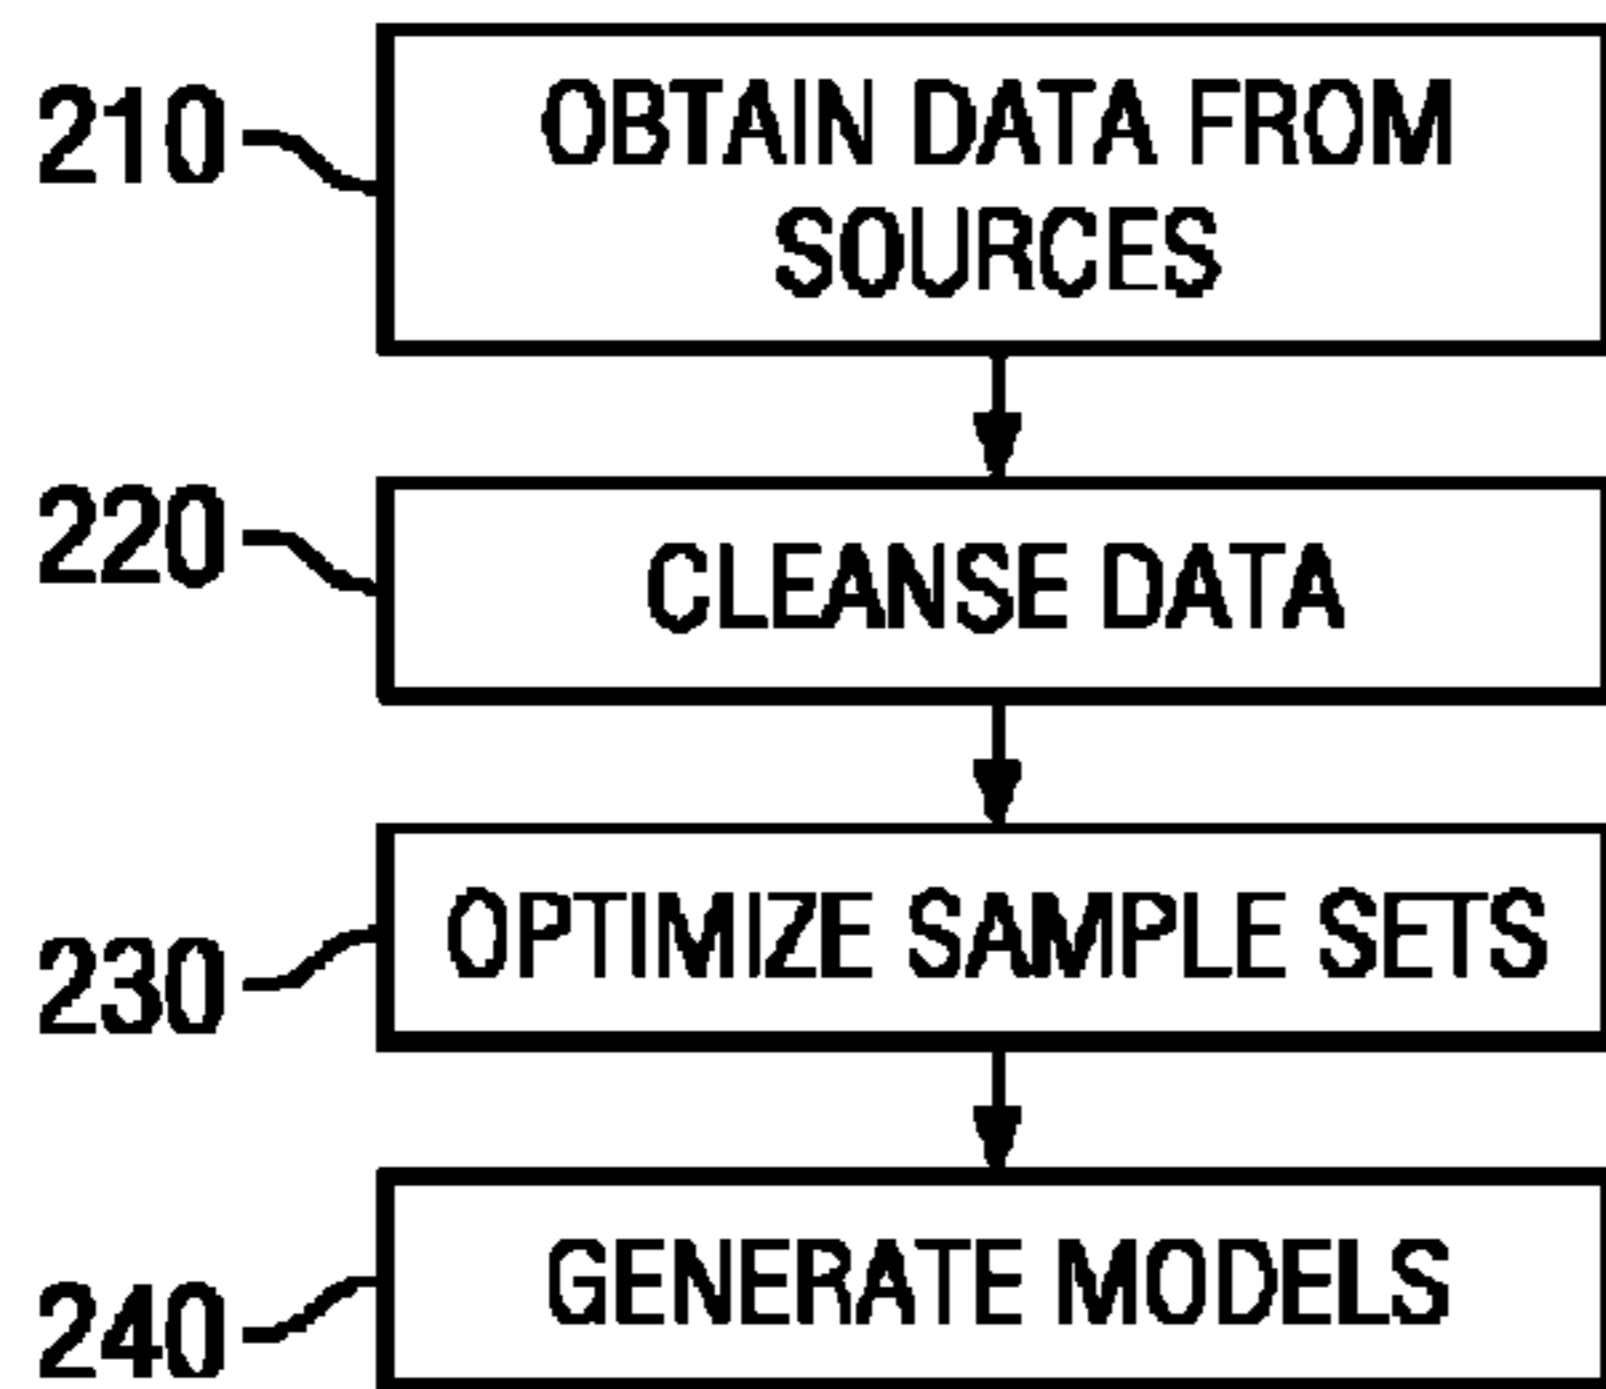 210
OBTAIN DATA FROM
SOURCES
220
CLEANSE DATA
230
OPTIMIZE SAMPLE SETS
240
GENERATE MODELS